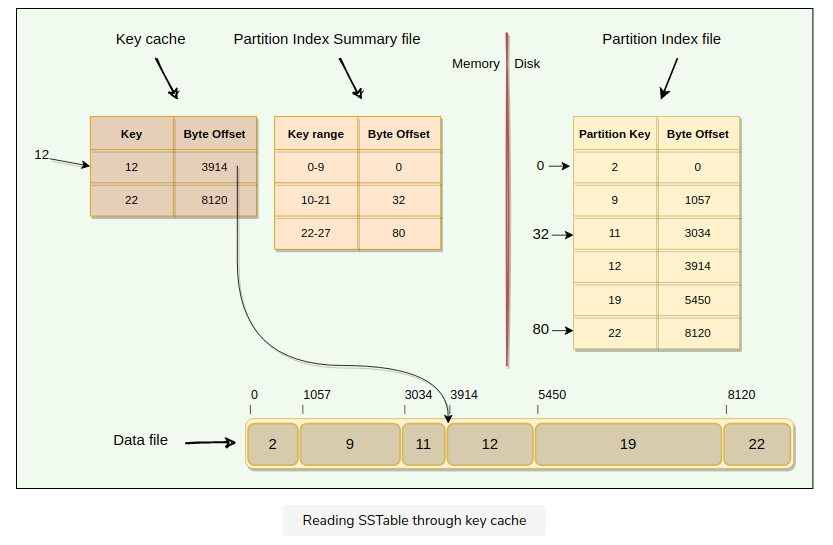 Key cache
Partition Index Summary file
Partition Index file
Memory
Disk
Key Byte Offset
12 3914
22 8120
12
Key range Byte Offset
0-9 0
10-21 32
22-27 80
Partition Key Byte Offset
0 2 0
9 1057
32 11 3034
12 3914
19 5450
80 22 8120
0 1057 3034 3914 5450 8120
Data file
2 9 11 12 19 22
Reading SSTable through key cache